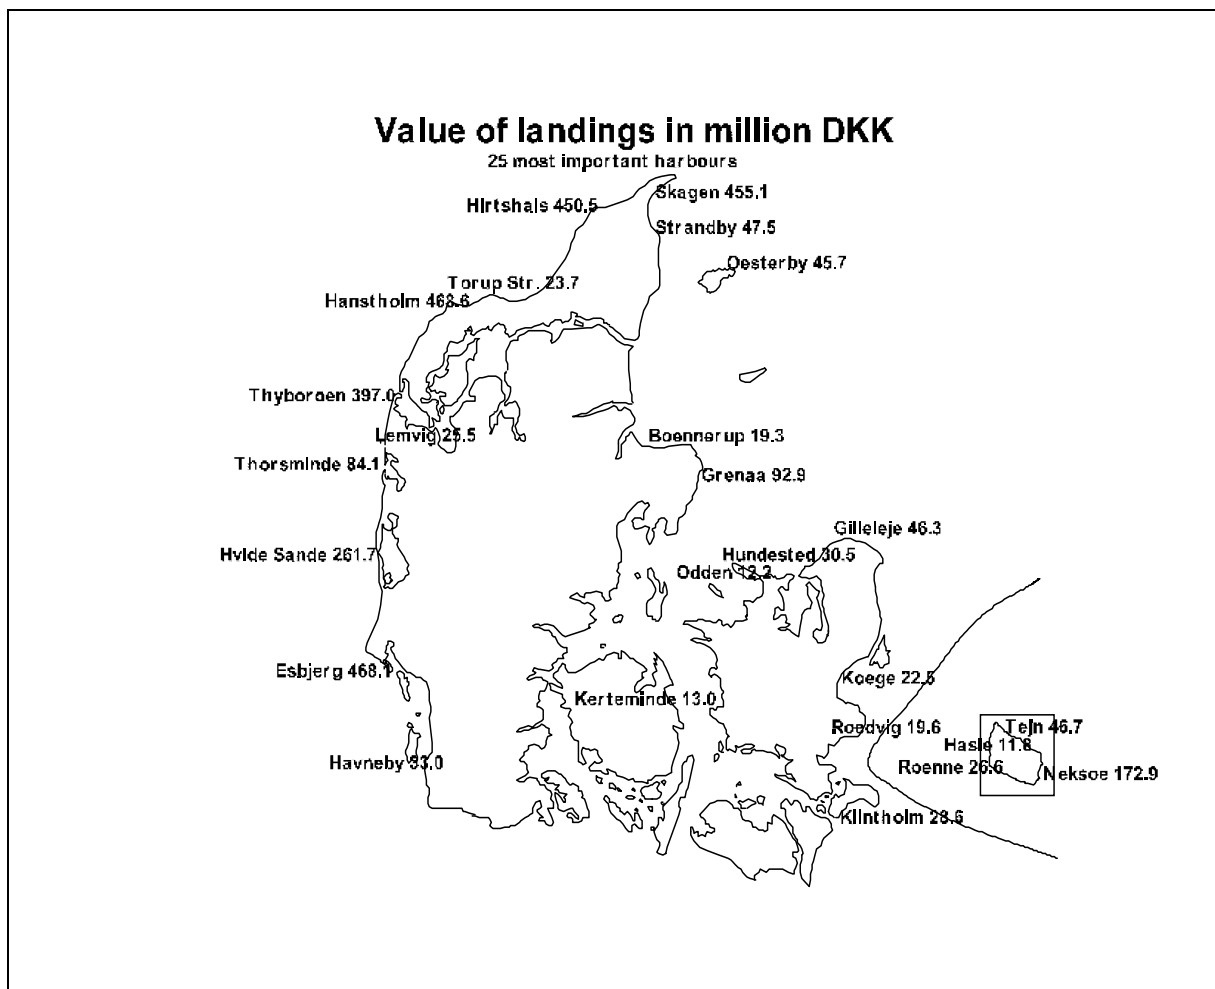 Value of landings in million DKK
25 most important harbours
Skagen 455.1
Hirtshals 450.5
Strandby 47.5
Oesterby 45.7
Torup Str. 23.7
Hanstholm 468.6
Thyboroen 397.0
Lemvig 25.5
Boennerup 19.3
Thorsminde 84.1
Grenaa 92.9
Gilleleje 46.3
Hvide Sande 261.7
Hundested 30.5
Odden 12.2
Esbjerg 468.1
Koege 22.5
Kerteminde 13.0
Roedvig 19.6
Tejn 46.7
Hasle 11.8
Havneby 33.0
Roenne 26.6
Neksoe 172.9
Klintholm 28.6